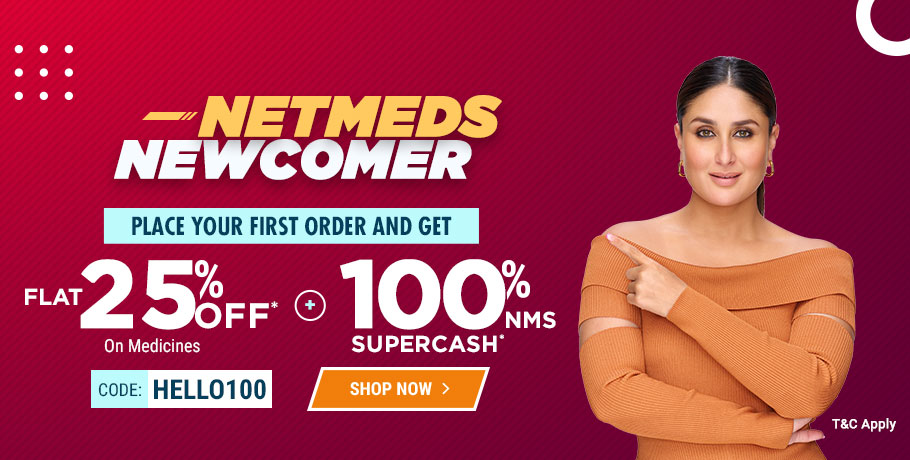 NETMEDS
NEWCOMER
PLACE YOUR FIRST ORDER AND GET
FLAT 25% OFF* + 100% NMS SUPERCASH*
On Medicines
CODE: HELLO100
SHOP NOW >
T&C Apply